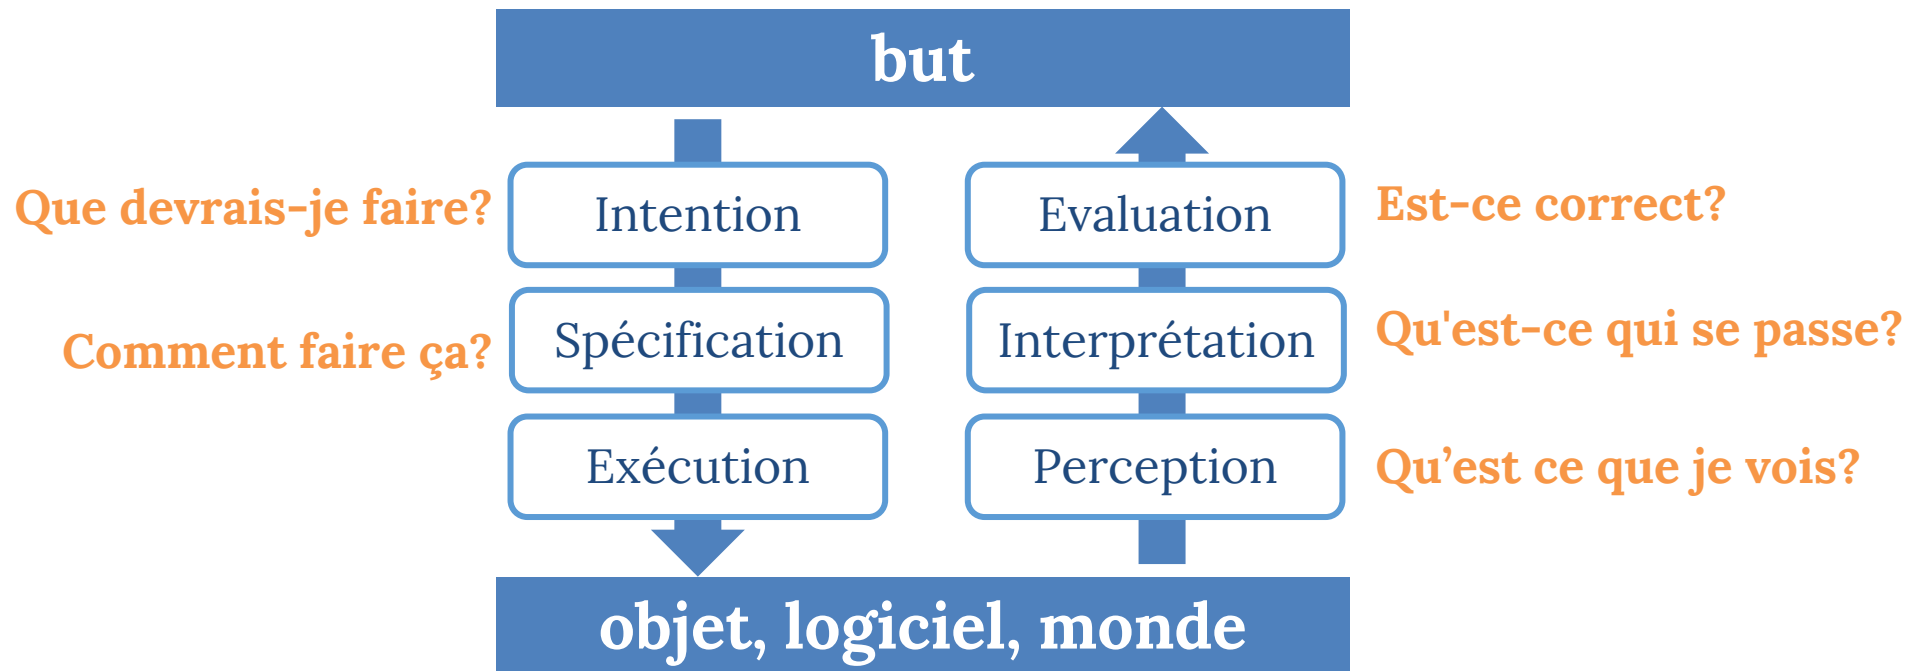 but
Que devrais-je faire?
Intention
Evaluation
Est-ce correct?
Comment faire ça?
Spécification
Interprétation
Qu'est-ce qui se passe?
Exécution
Perception
Qu’est ce que je vois?
objet, logiciel, monde